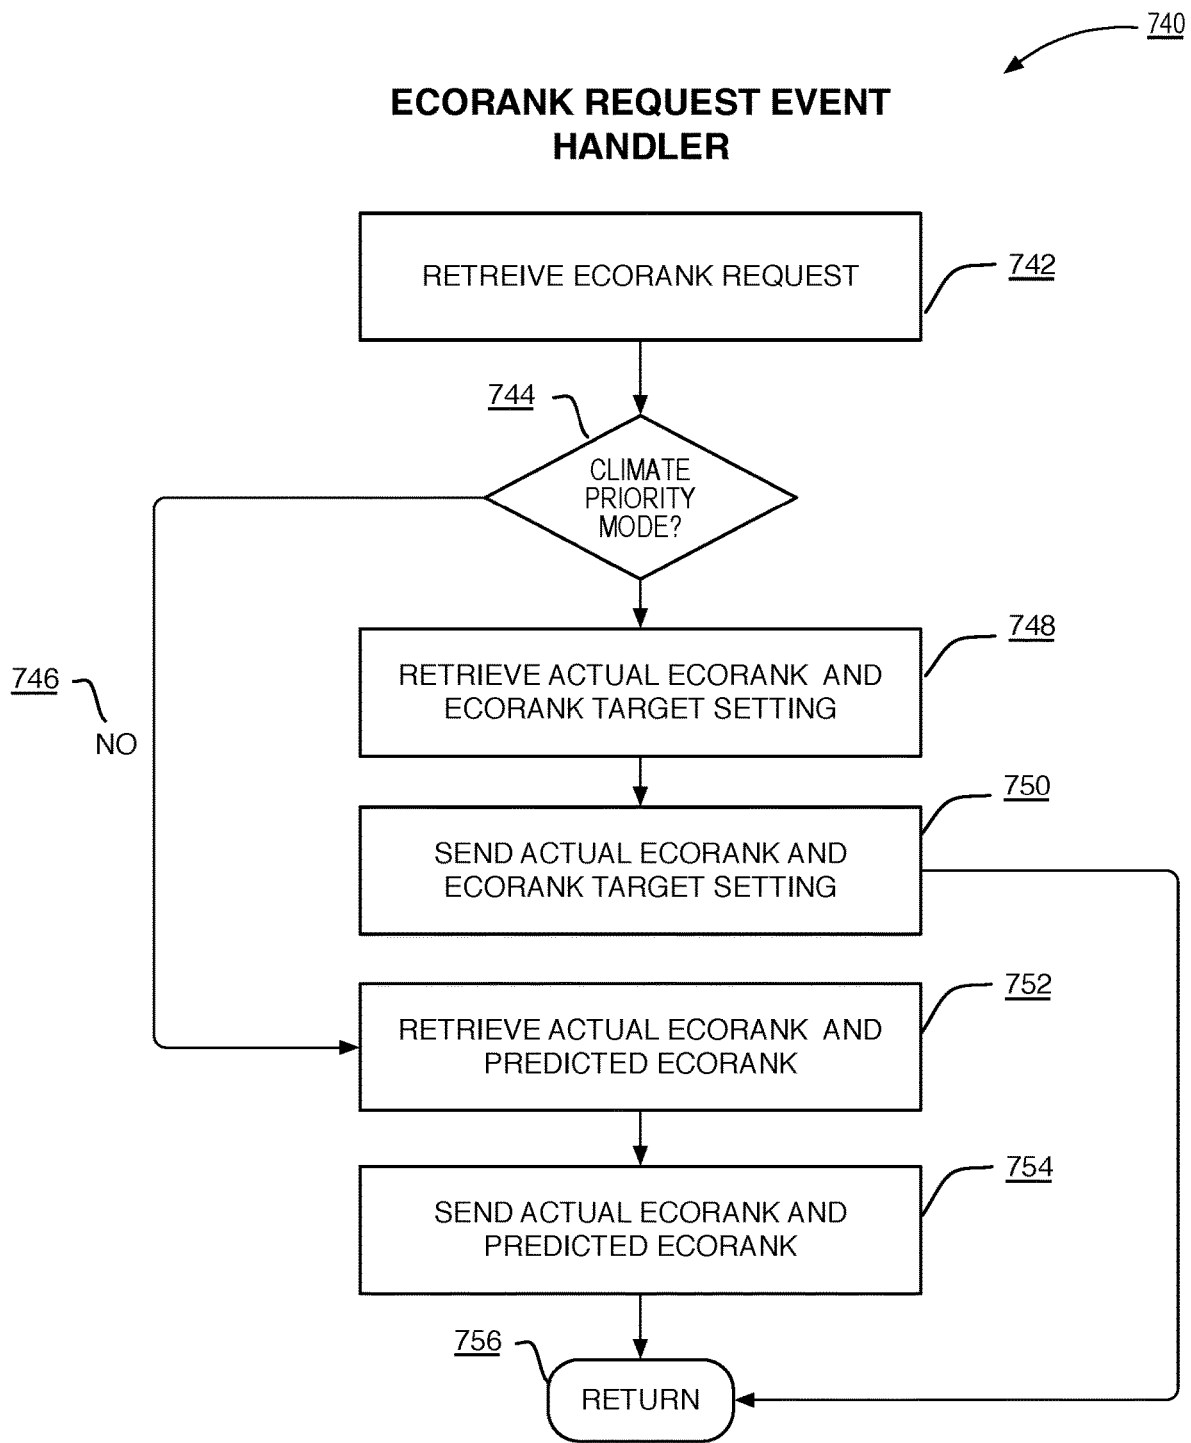 740
ECORANK REQUEST EVENT
HANDLER
RETREIVE ECORANK REQUEST
742
744
CLIMATE
PRIORITY
MODE?
748
RETRIEVE ACTUAL ECORANK AND
ECORANK TARGET SETTING
746
NO
750
SEND ACTUAL ECORANK AND
ECORANK TARGET SETTING
752
RETRIEVE ACTUAL ECORANK AND
PREDICTED ECORANK
754
SEND ACTUAL ECORANK AND
PREDICTED ECORANK
756
RETURN